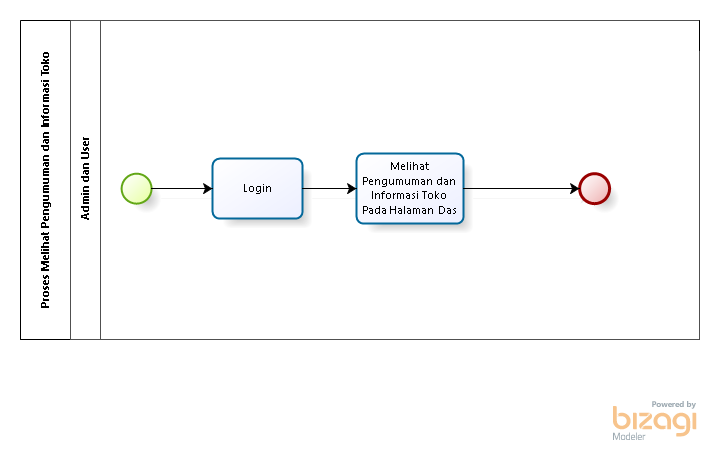 Proses Melihat Pengumuman dan Informasi Toko
Admin dan User
Login
Melihat
Pengumuman dan
Informasi Toko
Pada Halaman Das
Powered by
bizagi
Modeler